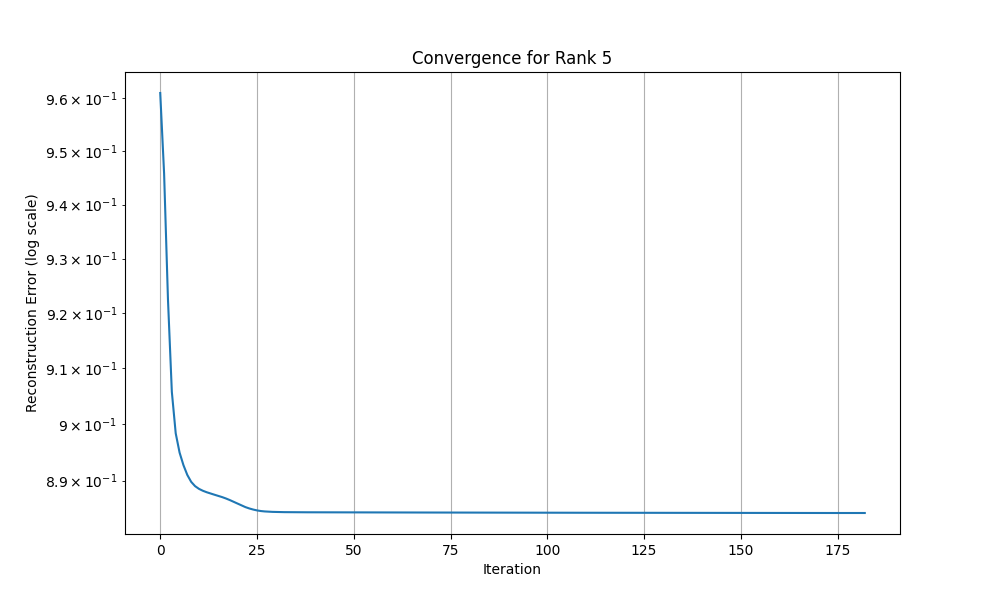 Convergence for Rank 5
Reconstruction Error (log scale)
9.6 × 10⁻¹
9.5 × 10⁻¹
9.4 × 10⁻¹
9.3 × 10⁻¹
9.2 × 10⁻¹
9.1 × 10⁻¹
9 × 10⁻¹
8.9 × 10⁻¹
0 25 50 75 100 125 150 175
Iteration